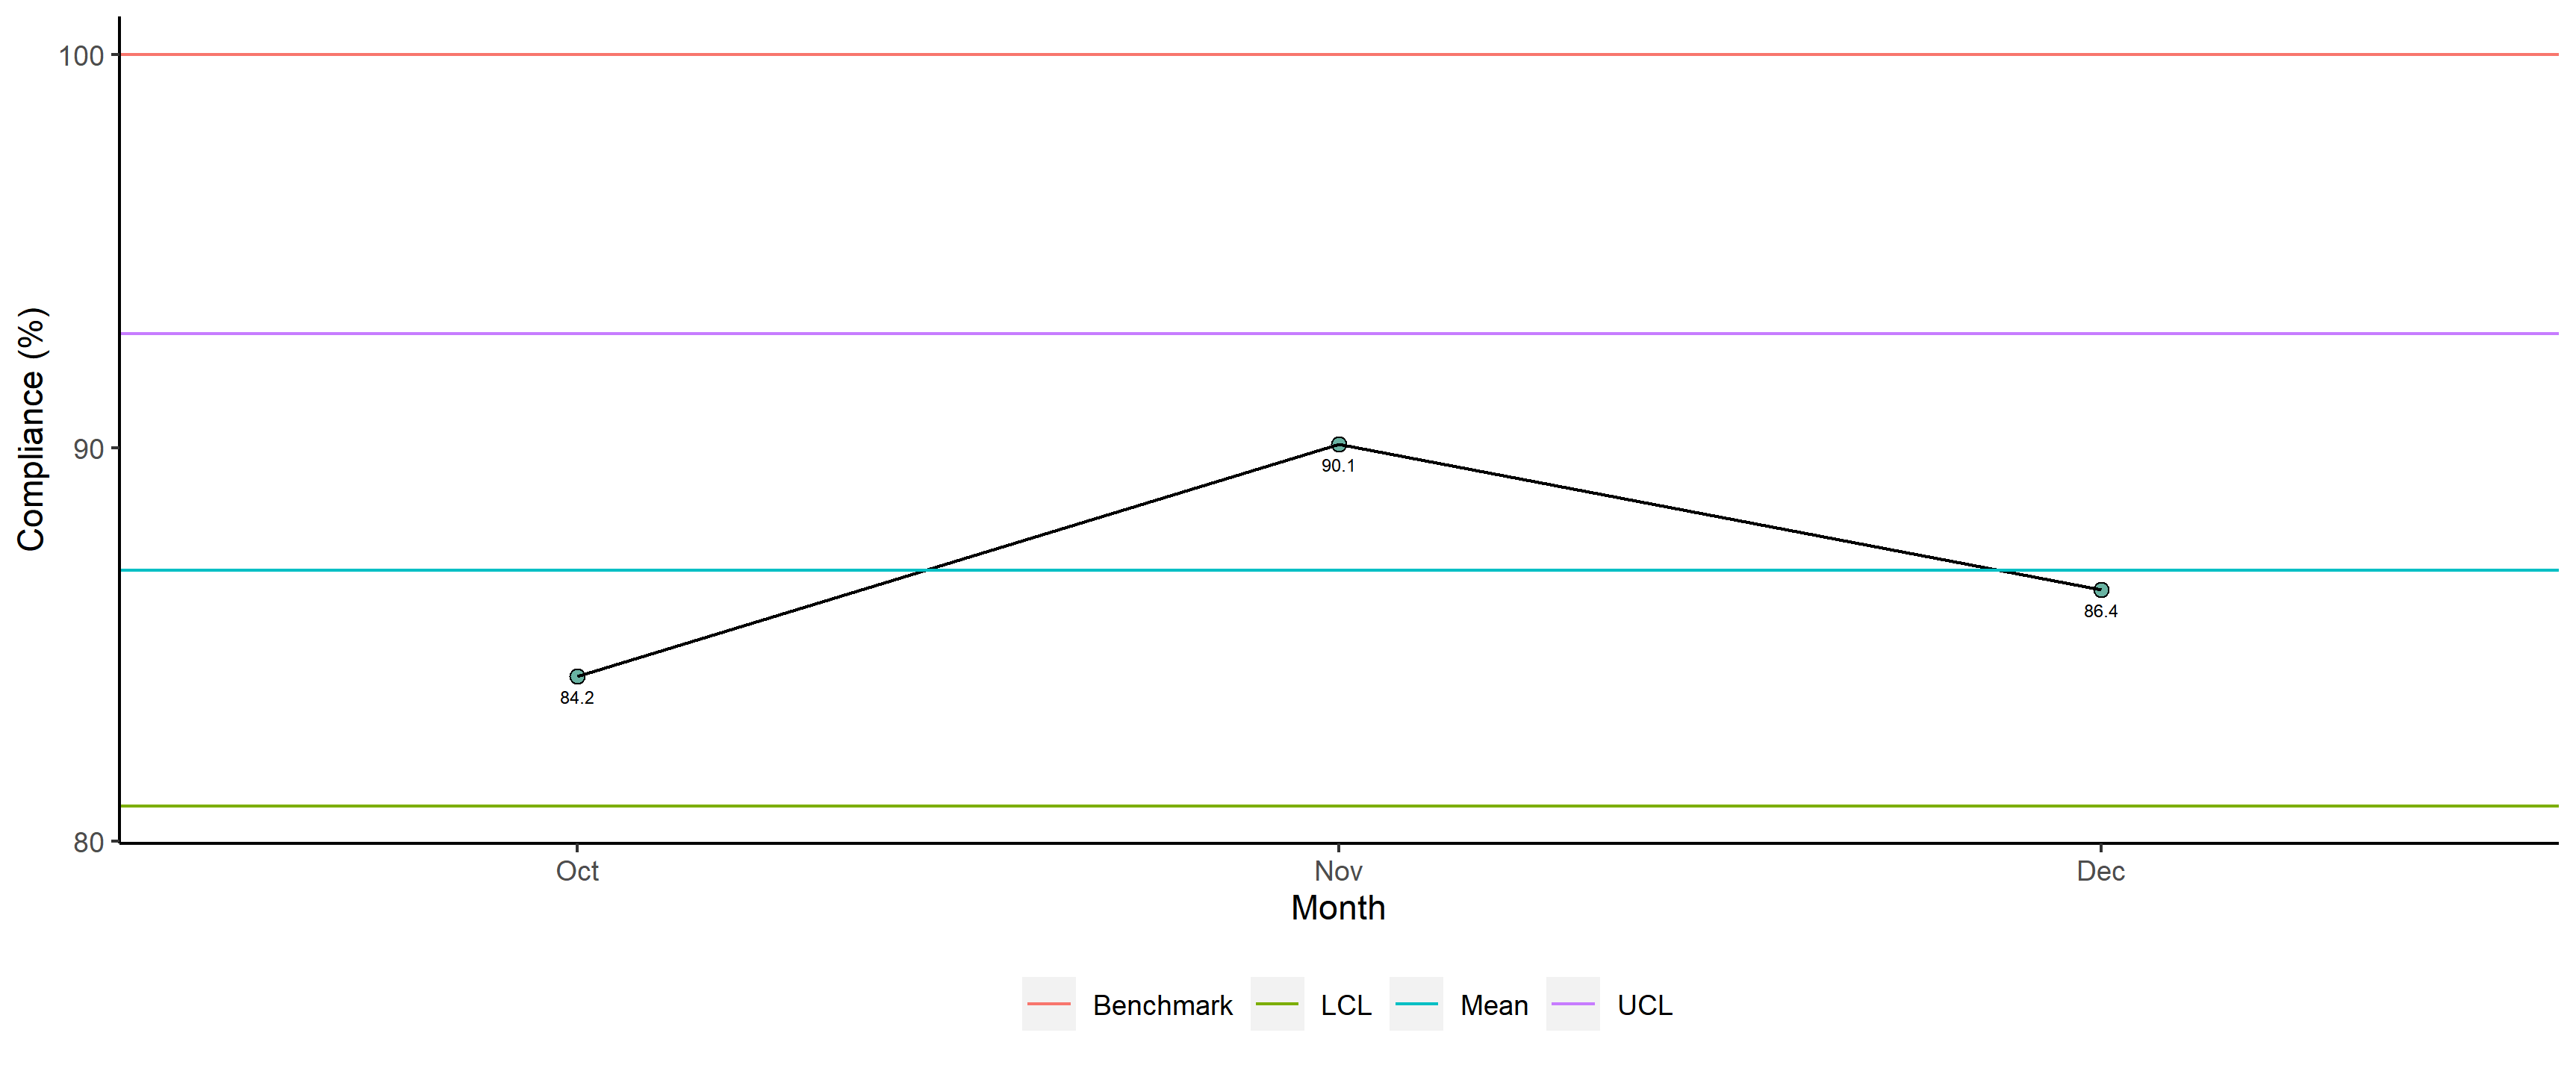 Compliance (%)
100
90
80
90.1
86.4
84.2
Oct Nov Dec
Month
Benchmark LCL Mean UCL